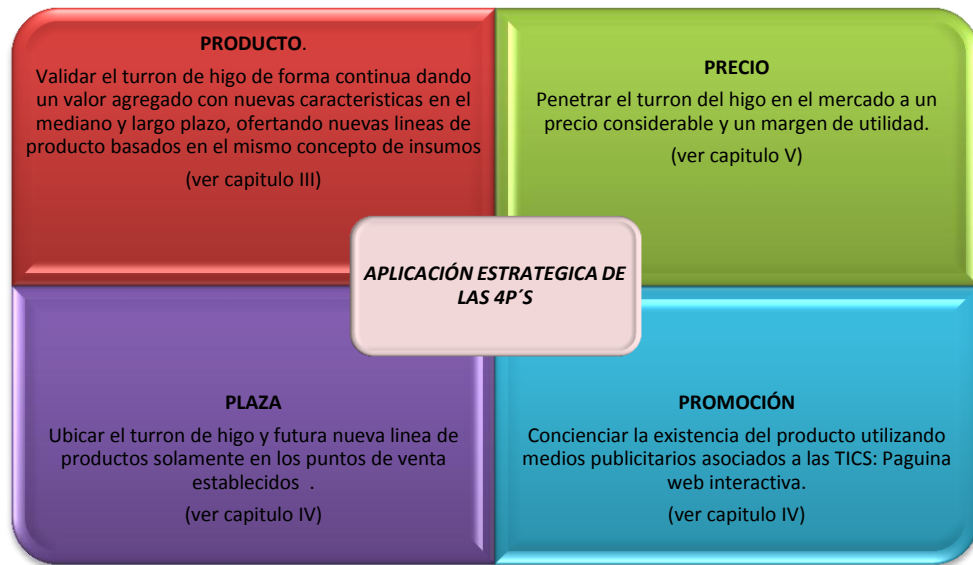 PRODUCTO.
Validar el turron de higo de forma continua dando
un valor agregado con nuevas caracteristicas en el
mediano y largo plazo, ofertando nuevas lineas de
producto basados en el mismo concepto de insumos
(ver capitulo III)
PRECIO
Penetrar el turron del higo en el mercado a un
precio considerable y un margen de utilidad.
(ver capitulo V)
APLICACIÓN ESTRATEGICA DE
LAS 4P´S
PLAZA
Ubicar el turron de higo y futura nueva linea de
productos solamente en los puntos de venta
establecidos .
(ver capitulo IV)
PROMOCIÓN
Concienciar la existencia del producto utilizando
medios publicitarios asociados a las TICS: Paguina
web interactiva.
(ver capitulo IV)